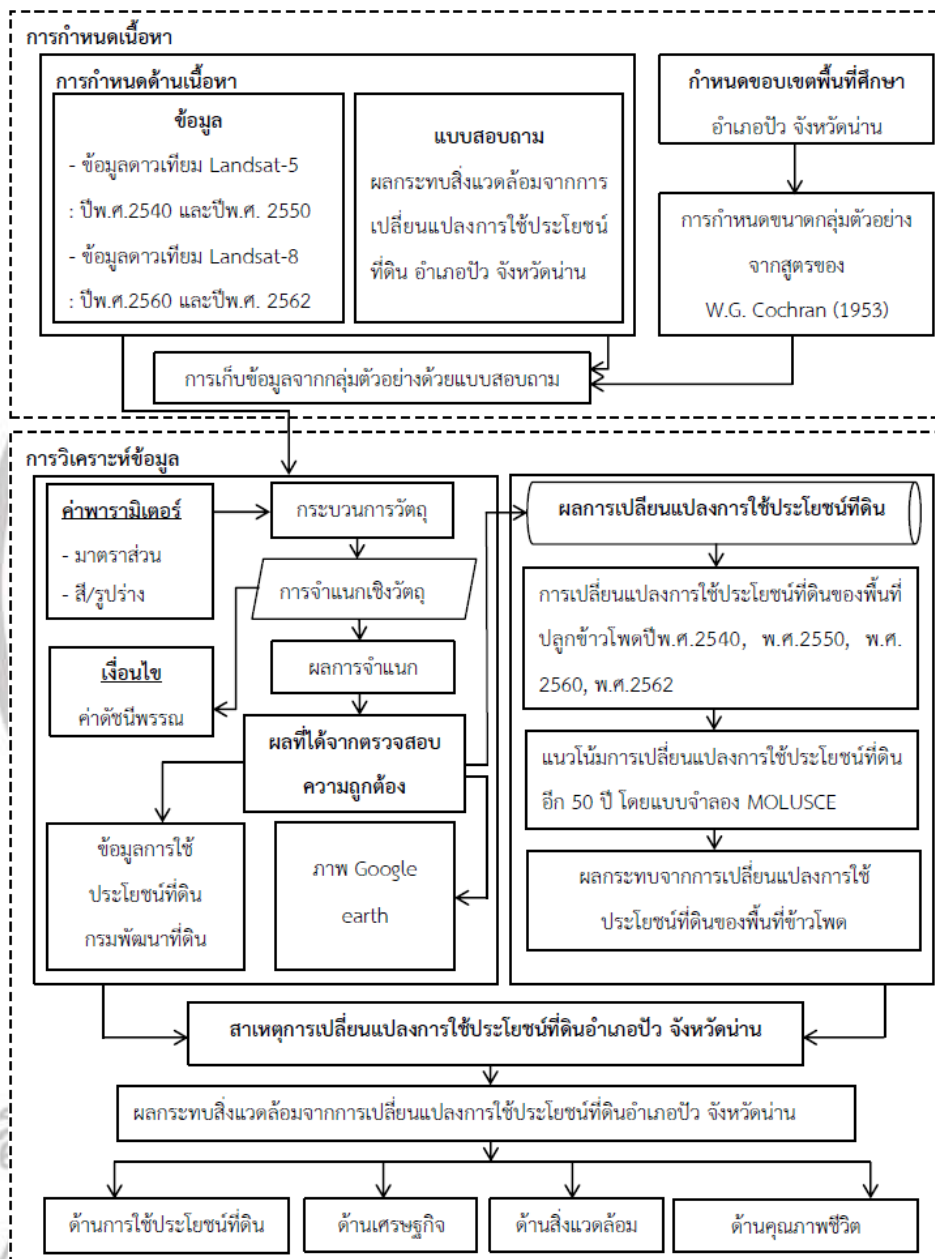 การกำหนดเนื้อหา
การกำหนดด้านเนื้อหา
ข้อมูล
- ข้อมูลดาวเทียม Landsat-5
: ปีพ.ศ.2540 และปีพ.ศ. 2550
- ข้อมูลดาวเทียม Landsat-8
: ปีพ.ศ.2560 และปีพ.ศ. 2562
แบบสอบถาม
ผลกระทบสิ่งแวดล้อมจากการ
เปลี่ยนแปลงการใช้ประโยชน์
ที่ดิน อำเภอปัว จังหวัดน่าน
กำหนดขอบเขตพื้นที่ศึกษา
อำเภอปัว จังหวัดน่าน
การกำหนดขนาดกลุ่มตัวอย่าง
จากสูตรของ
W.G. Cochran (1953)
การเก็บข้อมูลจากกลุ่มตัวอย่างด้วยแบบสอบถาม
การวิเคราะห์ข้อมูล
ค่าพารามิเตอร์
- มาตราส่วน
- สี/รูปร่าง
กระบวนการวัตถุ
การจำแนกเชิงวัตถุ
ผลการจำแนก
เงื่อนไข
ค่าดัชนีพรรณ
ผลที่ได้จากตรวจสอบ
ความถูกต้อง
ข้อมูลการใช้
ประโยชน์ที่ดิน
กรมพัฒนาที่ดิน
ภาพ Google
earth
ผลการเปลี่ยนแปลงการใช้ประโยชน์ที่ดิน
การเปลี่ยนแปลงการใช้ประโยชน์ที่ดินของพื้นที่
ปลูกข้าวโพดปีพ.ศ.2540, พ.ศ.2550, พ.ศ.
2560, พ.ศ.2562
แนวโน้มการเปลี่ยนแปลงการใช้ประโยชน์ที่ดิน
อีก 50 ปี โดยแบบจำลอง MOLUSCE
ผลกระทบจากการเปลี่ยนแปลงการใช้
ประโยชน์ที่ดินของพื้นที่ข้าวโพด
สาเหตุการเปลี่ยนแปลงการใช้ประโยชน์ที่ดินอำเภอปัว จังหวัดน่าน
ผลกระทบสิ่งแวดล้อมจากการเปลี่ยนแปลงการใช้ประโยชน์ที่ดินอำเภอปัว จังหวัดน่าน
ด้านการใช้ประโยชน์ที่ดิน
ด้านเศรษฐกิจ
ด้านสิ่งแวดล้อม
ด้านคุณภาพชีวิต